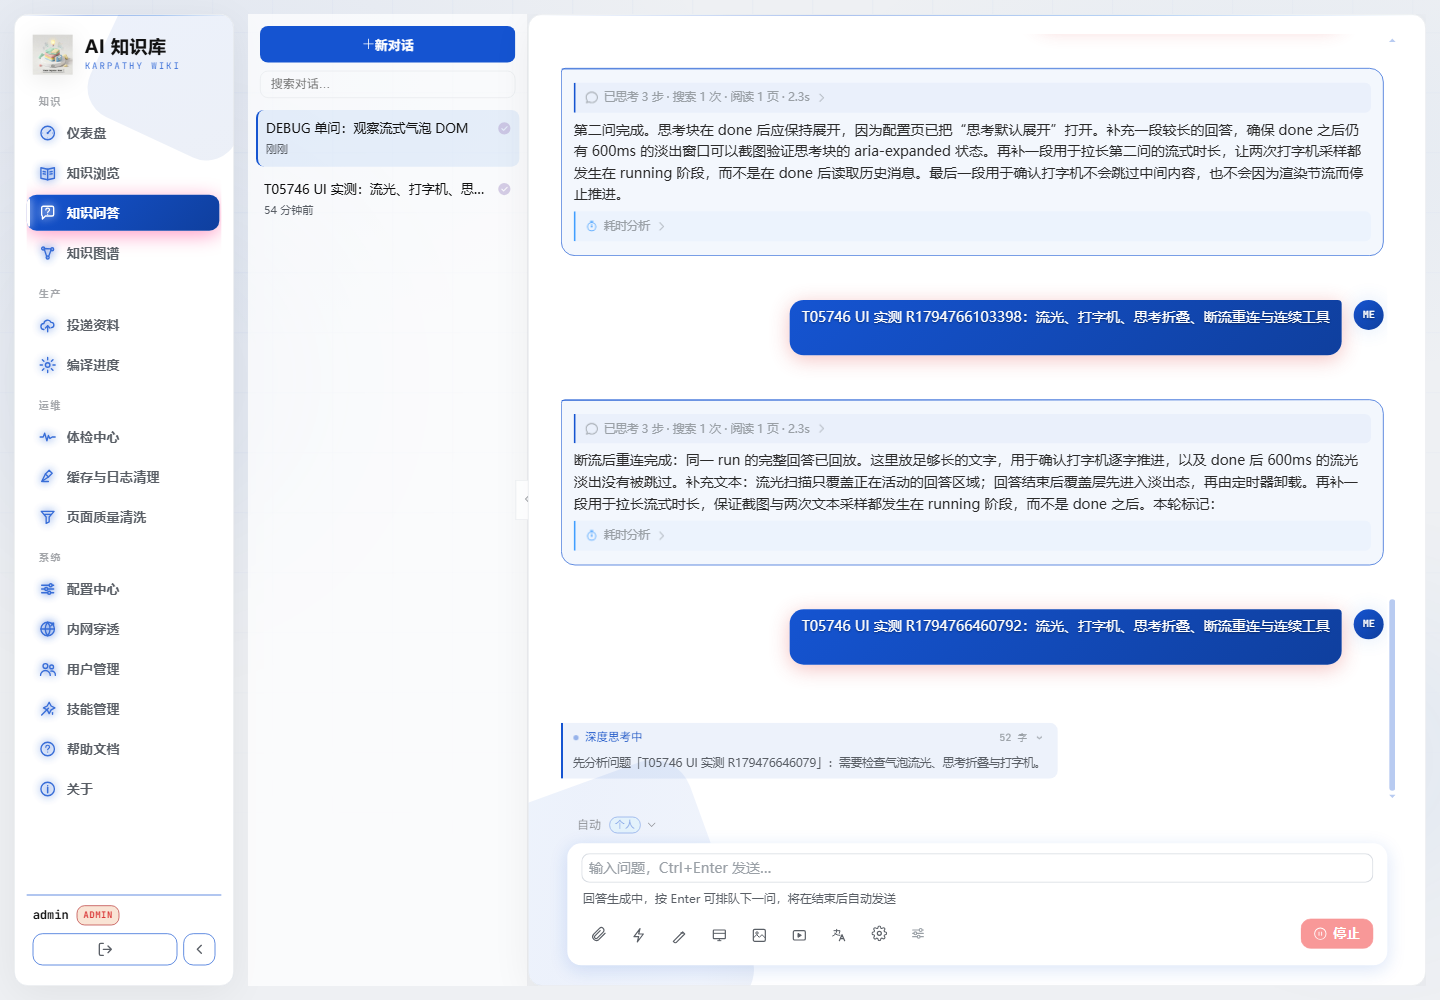 AI 知识库
KARPATHY WIKI
知识
仪表盘
知识浏览
知识问答
知识图谱
生产
投递资料
编译进度
运维
体检中心
缓存与日志清理
页面质量清洗
系统
配置中心
内网穿透
用户管理
技能管理
帮助文档
关于
admin ADMIN
+新对话
搜索对话...
DEBUG 单问：观察流式气泡 DOM
刚刚
T05746 UI 实测：流光、打字机、思...
54 分钟前
已思考 3 步 · 搜索 1 次 · 阅读 1 页 · 2.3s
第二问完成。思考块在 done 后应保持展开，因为配置页已把“思考默认展开”打开。补充一段较长的回答，确保 done 之后仍
有 600ms 的淡出窗口可以截图验证思考块的 aria-expanded 状态。再补一段用于拉长第二问的流式时长，让两次打字机采样都
发生在 running 阶段，而不是在 done 后读取历史消息。最后一段用于确认打字机不会跳过中间内容，也不会因为渲染节流而停
止推进。
耗时分析
T05746 UI 实测 R1794766103398：流光、打字机、思考折叠、断流重连与连续工具
ME
已思考 3 步 · 搜索 1 次 · 阅读 1 页 · 2.3s
断流后重连完成：同一 run 的完整回答已回放。这里放足够长的文字，用于确认打字机逐字推进，以及 done 后 600ms 的流光
淡出没有被跳过。补充文本：流光扫描只覆盖正在活动的回答区域；回答结束后覆盖层先进入淡出态，再由定时器卸载。再补一
段用于拉长流式时长，保证截图与两次文本采样都发生在 running 阶段，而不是 done 之后。本轮标记：
耗时分析
T05746 UI 实测 R1794766460792：流光、打字机、思考折叠、断流重连与连续工具
ME
深度思考中
52 字
先分析问题「T05746 UI 实测 R179476646079」：需要检查气泡流光、思考折叠与打字机。
自动 个人
输入问题，Ctrl+Enter 发送...
回答生成中，按 Enter 可排队下一问，将在结束后自动发送
停止